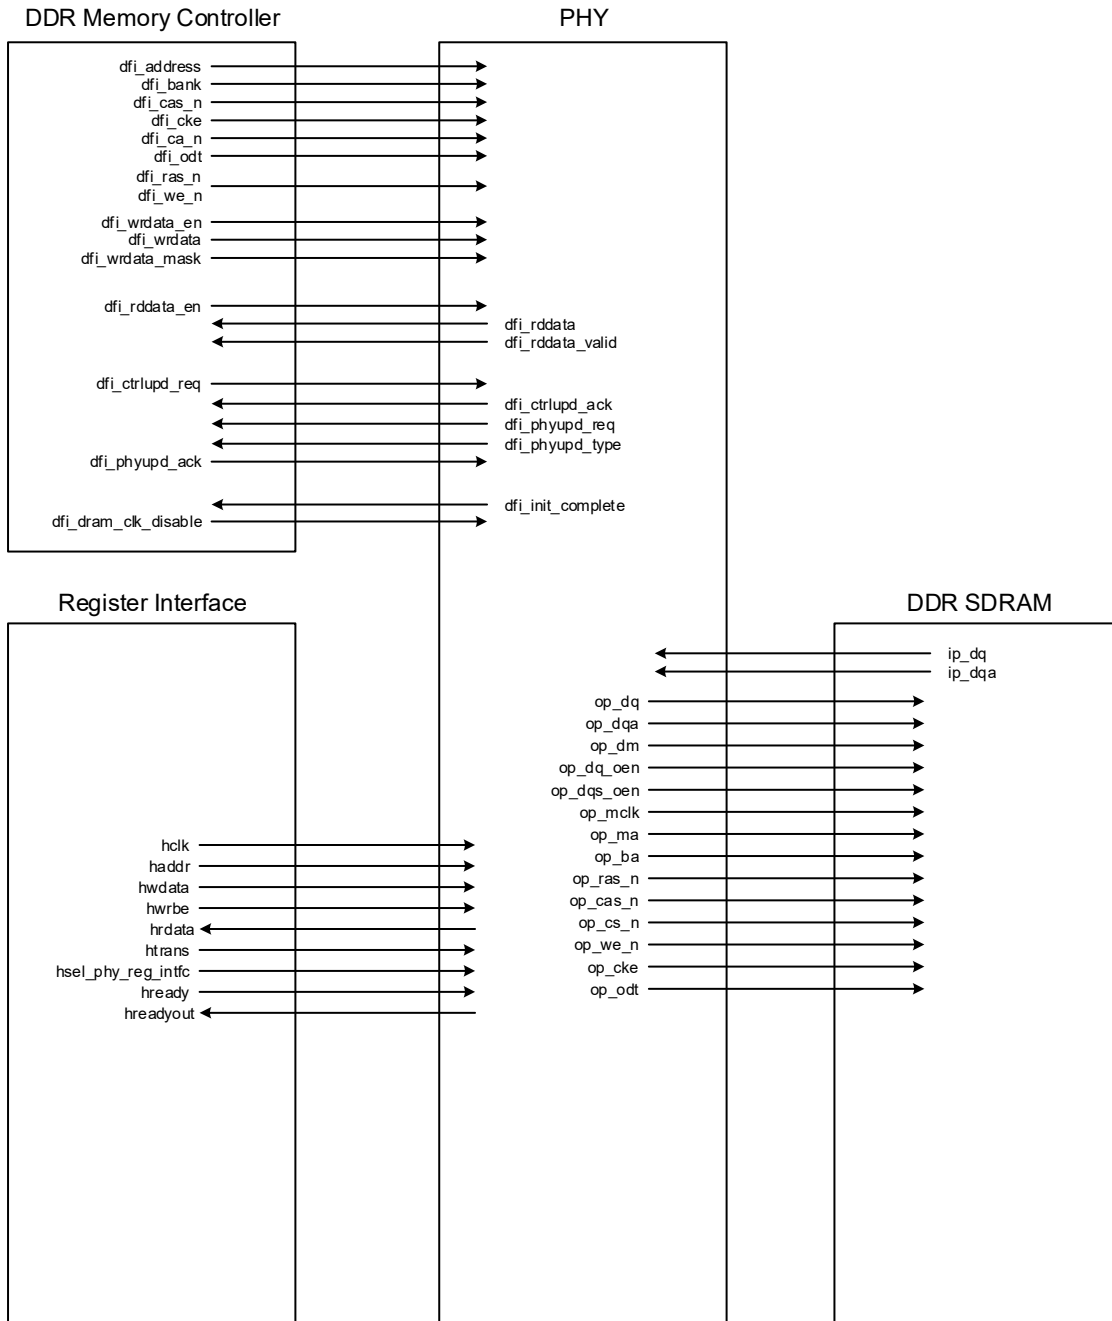 DDR Memory Controller
PHY
dfi_address
dfi_bank
dfi_cas_n
dfi_cke
dfi_ca_n
dfi_odt
dfi_ras_n
dfi_we_n
dfi_wrdata_en
dfi_wrdata
dfi_wrdata_mask
dfi_rddata_en
dfi_rddata
dfi_rddata_valid
dfi_ctrlupd_req
dfi_ctrlupd_ack
dfi_phyupd_req
dfi_phyupd_type
dfi_phyupd_ack
dfi_init_complete
dfi_dram_clk_disable
Register Interface
DDR SDRAM
ip_dq
ip_dqa
op_dq
op_dqa
op_dm
op_dq_oen
op_dqs_oen
op_mclk
op_ma
op_ba
op_ras_n
op_cas_n
op_cs_n
op_we_n
op_cke
op_odt
hclk
haddr
hwdata
hwrbe
hrdata
htrans
hsel_phy_reg_intfc
hready
hreadyout